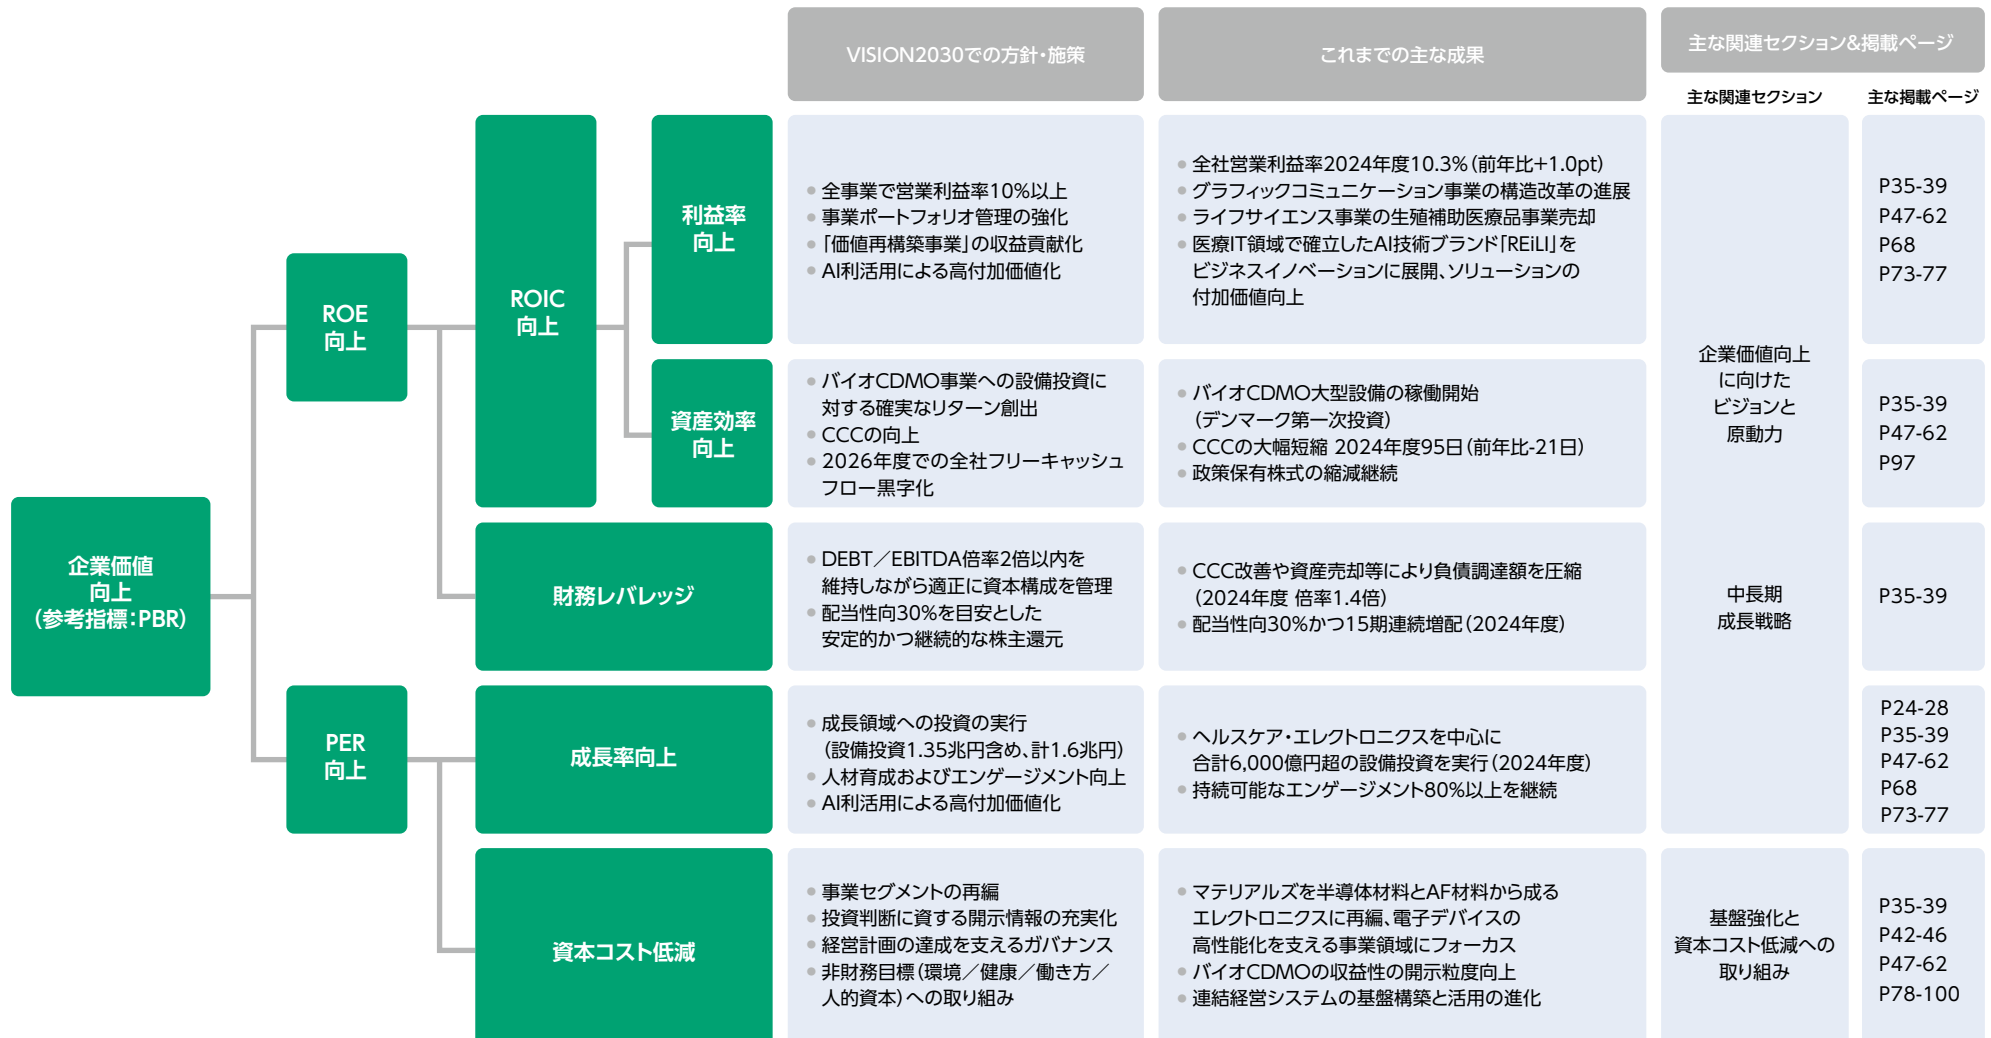 VISION2030での方針・施策
これまでの主な成果
主な関連セクション&掲載ページ
主な関連セクション
主な掲載ページ
企業価値
向上
(参考指標:PBR)
ROE
向上
ROIC
向上
利益率
向上
全事業で営業利益率10%以上
事業ポートフォリオ管理の強化
「価値再構築事業」の収益貢献化
AI利活用による高付加価値化
全社営業利益率2024年度10.3%(前年比+1.0pt)
グラフィックコミュニケーション事業の構造改革の進展
ライフサイエンス事業の生殖補助医療品事業売却
医療IT領域で確立したAI技術ブランド「REiLI」を
ビジネスイノベーションに展開、ソリューションの
付加価値向上
P35-39
P47-62
P68
P73-77
資産効率
向上
バイオCDMO事業への設備投資に
対する確実なリターン創出
CCCの向上
2026年度での全社フリーキャッシュ
フロー黒字化
バイオCDMO大型設備の稼働開始
(デンマーク第一次投資)
CCCの大幅短縮 2024年度95日(前年比-21日)
政策保有株式の縮減継続
企業価値向上
に向けた
ビジョンと
原動力
P35-39
P47-62
P97
財務レバレッジ
DEBT/EBITDA倍率2倍以内を
維持しながら適正に資本構成を管理
配当性向30%を目安とした
安定的かつ継続的な株主還元
CCC改善や資産売却等により負債調達額を圧縮
(2024年度 倍率1.4倍)
配当性向30%かつ15期連続増配(2024年度)
中長期
成長戦略
P35-39
PER
向上
成長率向上
成長領域への投資の実行
(設備投資1.35兆円含め、計1.6兆円)
人材育成およびエンゲージメント向上
AI利活用による高付加価値化
ヘルスケア・エレクトロニクスを中心に
合計6,000億円超の設備投資を実行(2024年度)
持続可能なエンゲージメント80%以上を継続
P24-28
P35-39
P47-62
P68
P73-77
資本コスト低減
事業セグメントの再編
投資判断に資する開示情報の充実化
経営計画の達成を支えるガバナンス
非財務目標(環境/健康/働き方/
人的資本)への取り組み
マテリアルズを半導体材料とAF材料から成る
エレクトロニクスに再編、電子デバイスの
高性能化を支える事業領域にフォーカス
バイオCDMOの収益性の開示粒度向上
連結経営システムの基盤構築と活用の進化
基盤強化と
資本コスト低減への
取り組み
P35-39
P42-46
P47-62
P78-100